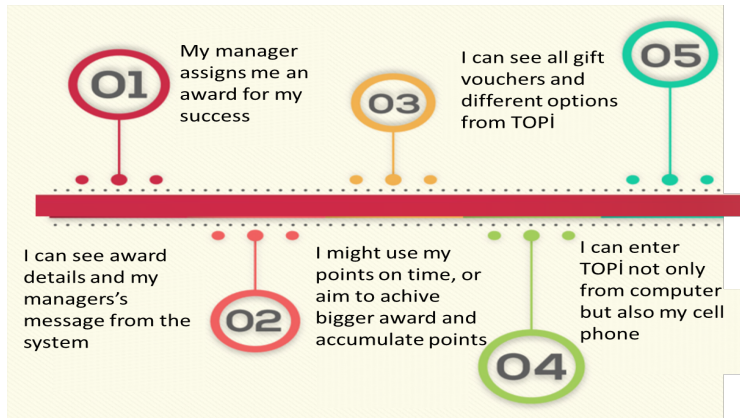 01
My manager
assigns me an
award for my
success
02
I can see award
details and my
managers's
message from the
system
03
I can see all gift
vouchers and
different options
from TOPİ
04
I might use my
points on time, or
aim to achive
bigger award and
accumulate points
05
I can enter
TOPİ not only
from computer
but also my cell
phone